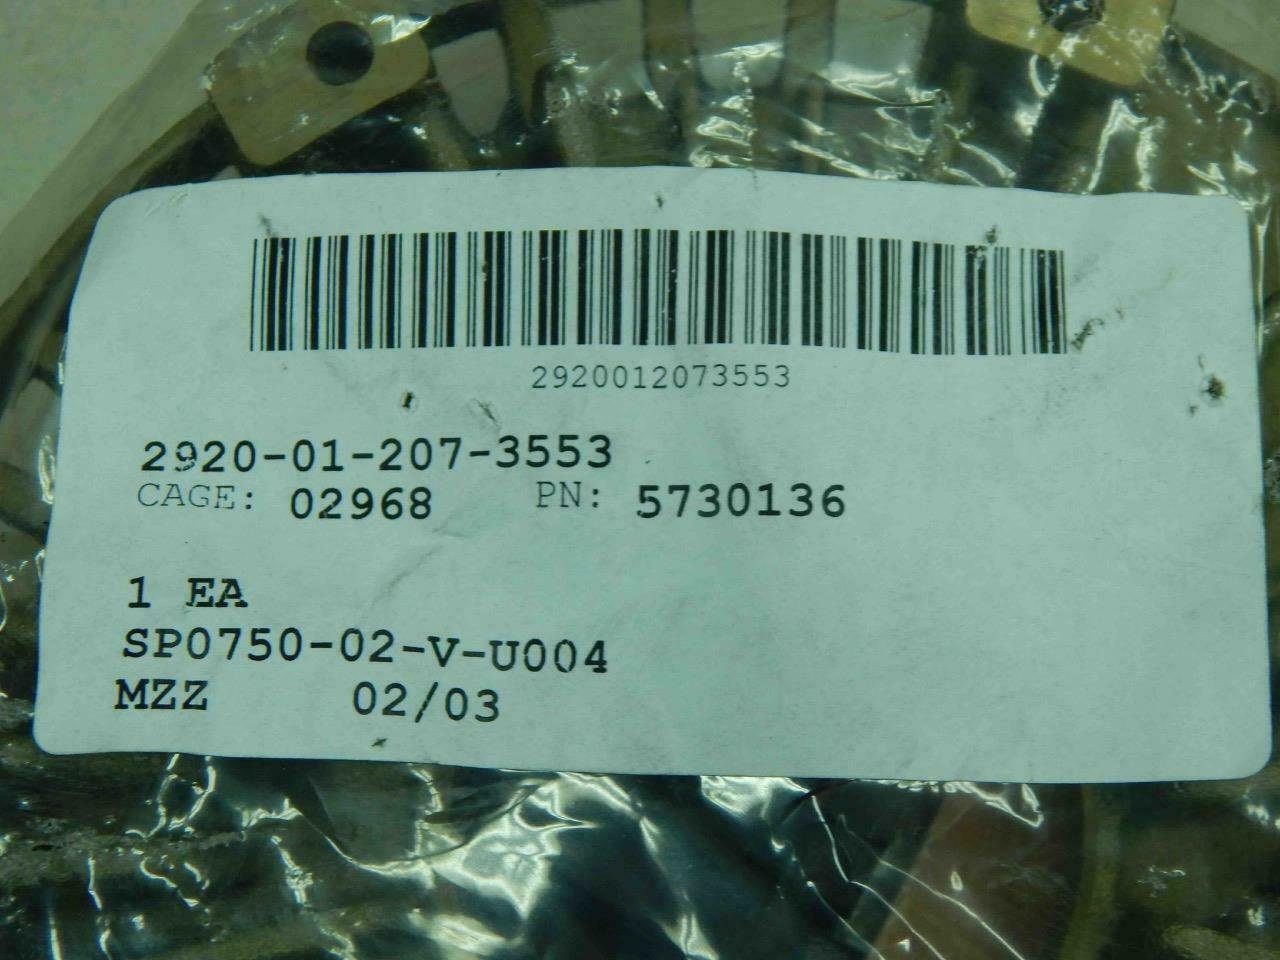 2920012073553
2920-01-207-3553
CAGE: 02968 PN: 5730136
1 EA
SP0750-02-V-U004
MZZ 02/03